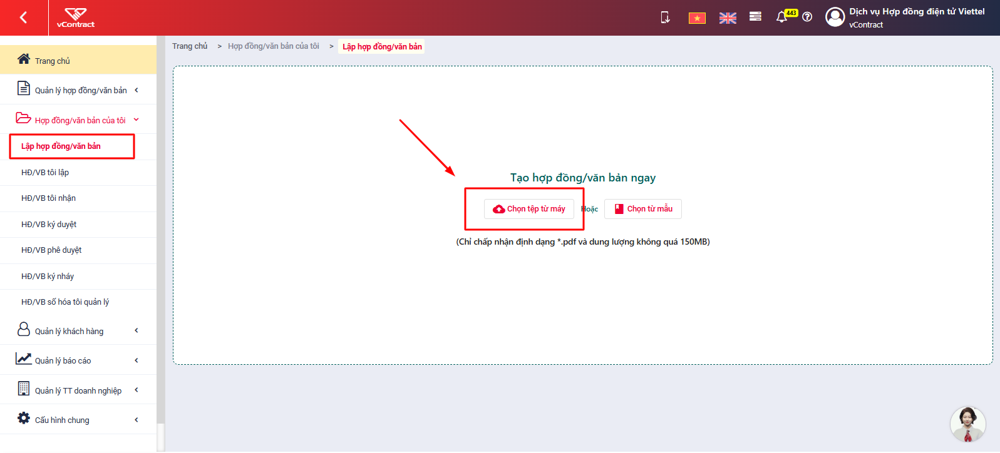 vContract
443
Dịch vụ Hợp đồng điện tử Viettel
vContract
Trang chủ > Hợp đồng/văn bản của tôi > Lập hợp đồng/văn bản
Trang chủ
Quản lý hợp đồng/văn bản
Hợp đồng/văn bản của tôi
Lập hợp đồng/văn bản
HĐ/VB tôi lập
HĐ/VB tôi nhận
HĐ/VB ký duyệt
HĐ/VB phê duyệt
HĐ/VB ký nháy
HĐ/VB số hóa tôi quản lý
Quản lý khách hàng
Quản lý báo cáo
Quản lý TT doanh nghiệp
Cấu hình chung
Tạo hợp đồng/văn bản ngay
Chọn tệp từ máy Hoặc Chọn từ mẫu
(Chỉ chấp nhận định dạng *.pdf và dung lượng không quá 150MB)